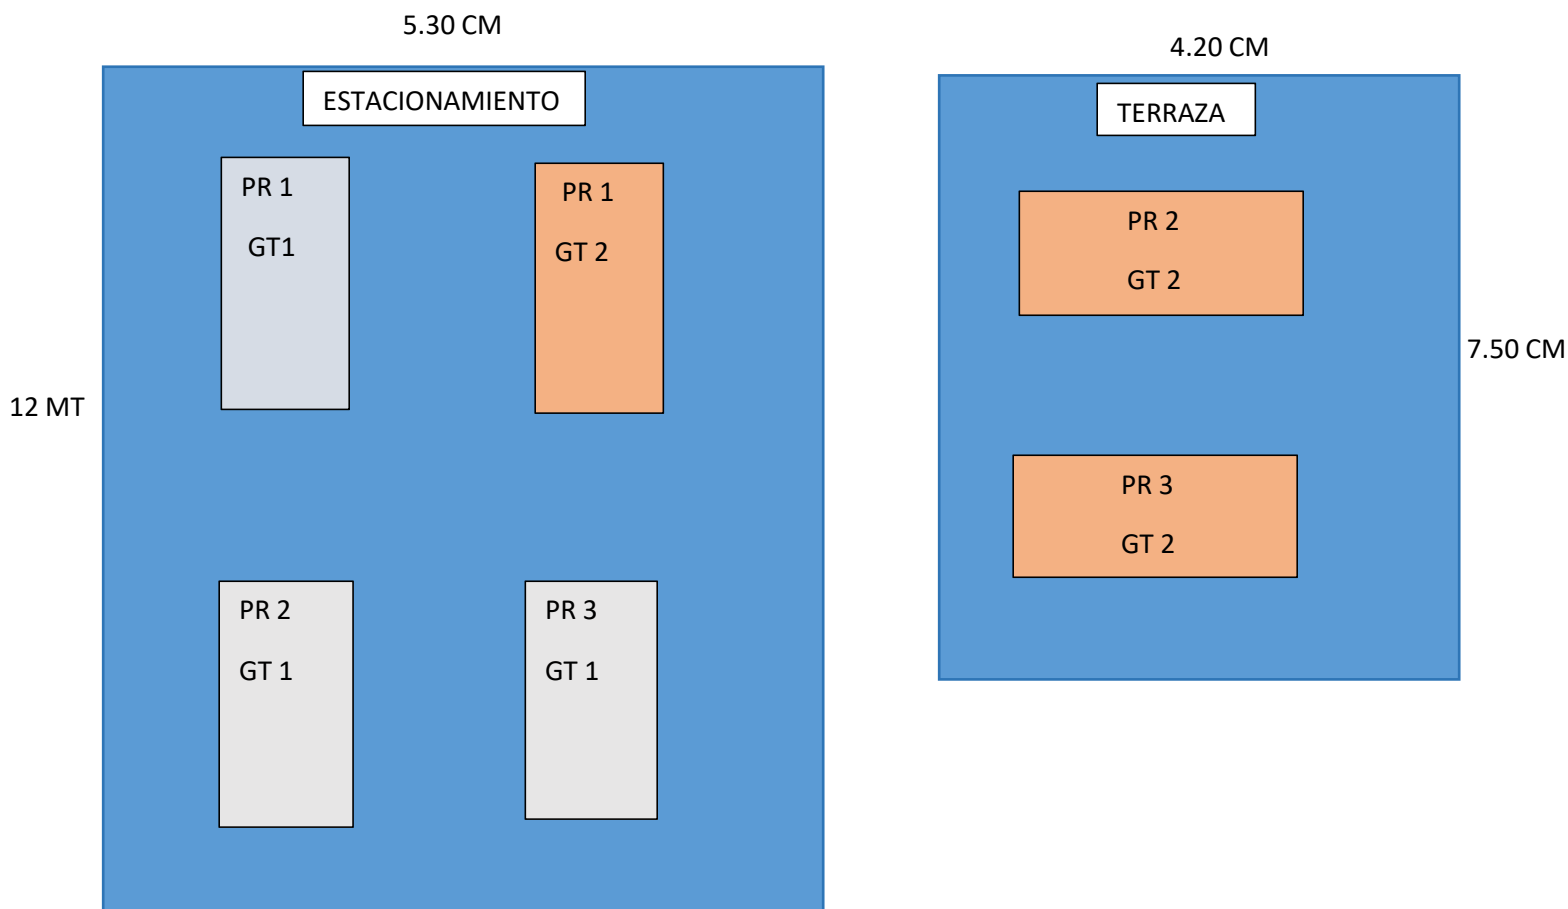 5.30 CM
ESTACIONAMIENTO
PR 1
GT1
PR 1
GT 2
12 MT
PR 2
GT 1
PR 3
GT 1
4.20 CM
TERRAZA
PR 2
GT 2
7.50 CM
PR 3
GT 2